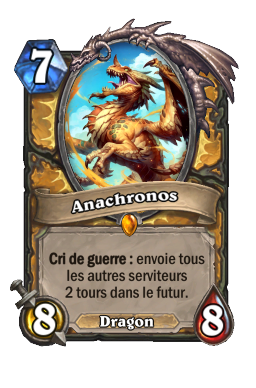 7
Anachronos
Cri de guerre : envoie tous
les autres serviteurs
2 tours dans le futur.
8
Dragon
8